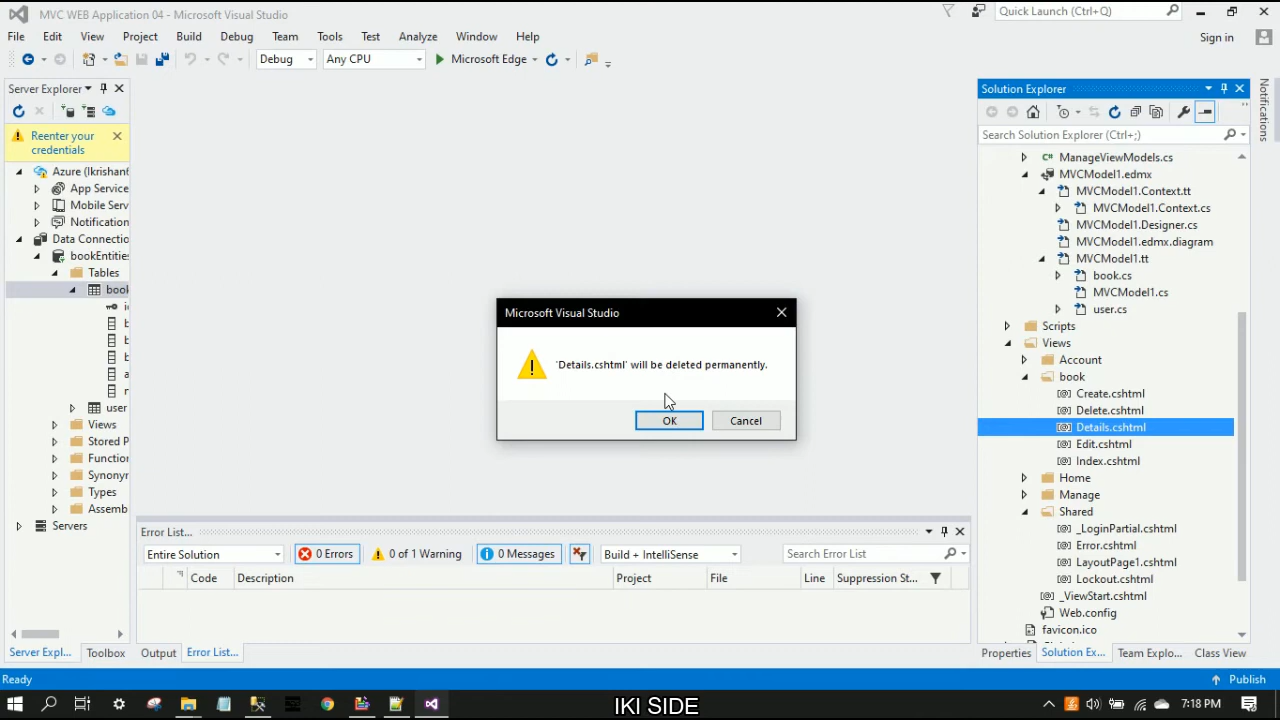 MVC WEB Application 04 - Microsoft Visual Studio
Quick Launch (Ctrl+Q)
File Edit View Project Build Debug Team Tools Test Analyze Window Help
Sign in
Debug Any CPU Microsoft Edge
Server Explorer
Reenter your
credentials
Azure (lkrishan6
App Service
Mobile Serv
Notification
Data Connectio
bookEntities
Tables
book
user
Views
Stored P
Function
Synonym
Types
Assemb
Servers
Microsoft Visual Studio
'Details.cshtml' will be deleted permanently.
OK Cancel
Error List...
Entire Solution 0 Errors 0 of 1 Warning 0 Messages Build + IntelliSense Search Error List
Code Description Project File Line Suppression St...
Solution Explorer
Search Solution Explorer (Ctrl+;)
C# ManageViewModels.cs
MVCModel1.edmx
MVCModel1.Context.tt
MVCModel1.Context.cs
MVCModel1.Designer.cs
MVCModel1.edmx.diagram
MVCModel1.tt
book.cs
MVCModel1.cs
user.cs
Scripts
Views
Account
book
Create.cshtml
Delete.cshtml
Details.cshtml
Edit.cshtml
Index.cshtml
Home
Manage
Shared
_LoginPartial.cshtml
Error.cshtml
LayoutPage1.cshtml
Lockout.cshtml
_ViewStart.cshtml
Web.config
favicon.ico
Notifications
Server Expl... Toolbox Output Error List...
Properties Solution Ex... Team Explo... Class View
Ready
Publish
IKI SIDE
7:18 PM